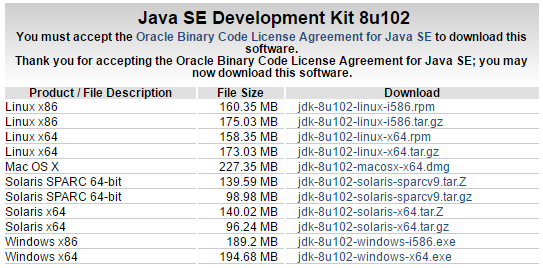 Java SE Development Kit 8u102
You must accept the Oracle Binary Code License Agreement for Java SE to download this
software.
Thank you for accepting the Oracle Binary Code License Agreement for Java SE; you may
now download this software.
Product / File Description File Size Download
Linux x86 160.35 MB jdk-8u102-linux-i586.rpm
Linux x86 175.03 MB jdk-8u102-linux-i586.tar.gz
Linux x64 158.35 MB jdk-8u102-linux-x64.rpm
Linux x64 173.03 MB jdk-8u102-linux-x64.tar.gz
Mac OS X 227.35 MB jdk-8u102-macosx-x64.dmg
Solaris SPARC 64-bit 139.59 MB jdk-8u102-solaris-sparcv9.tar.Z
Solaris SPARC 64-bit 98.98 MB jdk-8u102-solaris-sparcv9.tar.gz
Solaris x64 140.02 MB jdk-8u102-solaris-x64.tar.Z
Solaris x64 96.24 MB jdk-8u102-solaris-x64.tar.gz
Windows x86 189.2 MB jdk-8u102-windows-i586.exe
Windows x64 194.68 MB jdk-8u102-windows-x64.exe